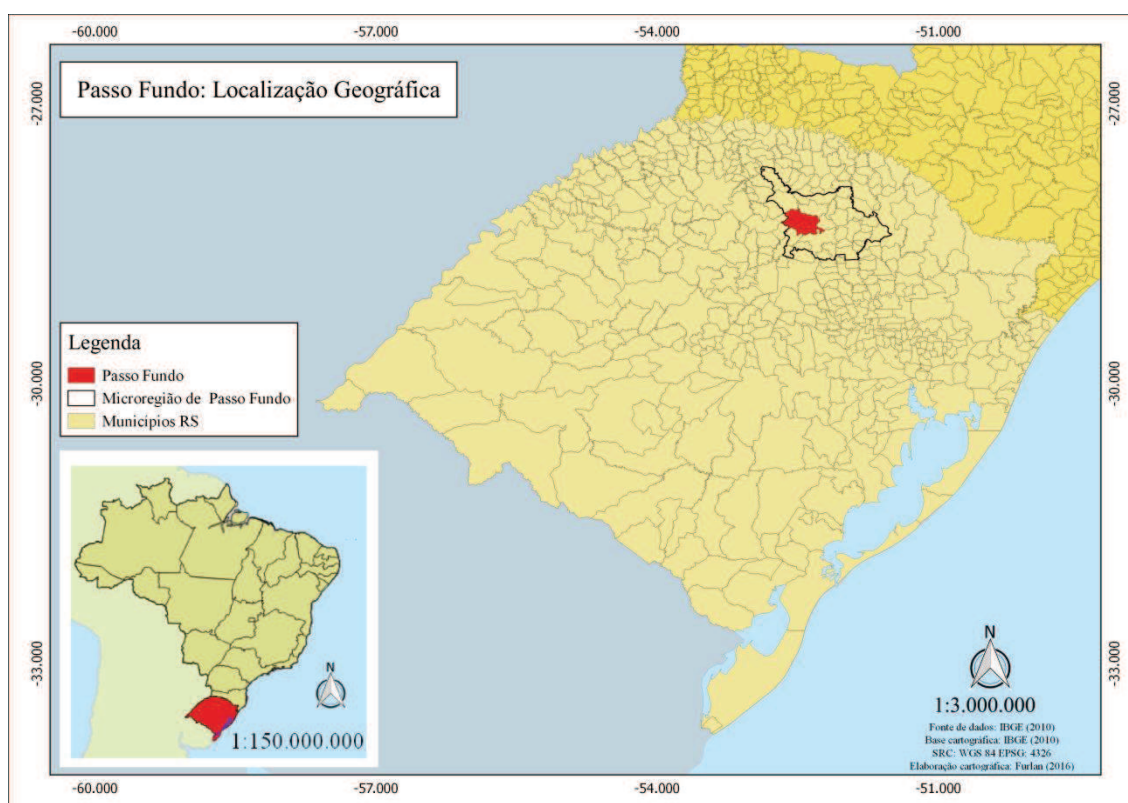 -60.000
-57.000
-54.000
-51.000
-27.000
-27.000
Passo Fundo: Localização Geográfica
Legenda
Passo Fundo
Microregião de Passo Fundo
Municípios RS
-30.000
-30.000
N
1:150.000.000
-33.000
-33.000
N
1:3.000.000
Fonte de dados: IBGE (2010)
Base cartográfica: IBGE (2010)
SRC: WGS 84 EPSG: 4326
Elaboração cartográfica: Furlan (2016)
-60.000
-57.000
-54.000
-51.000